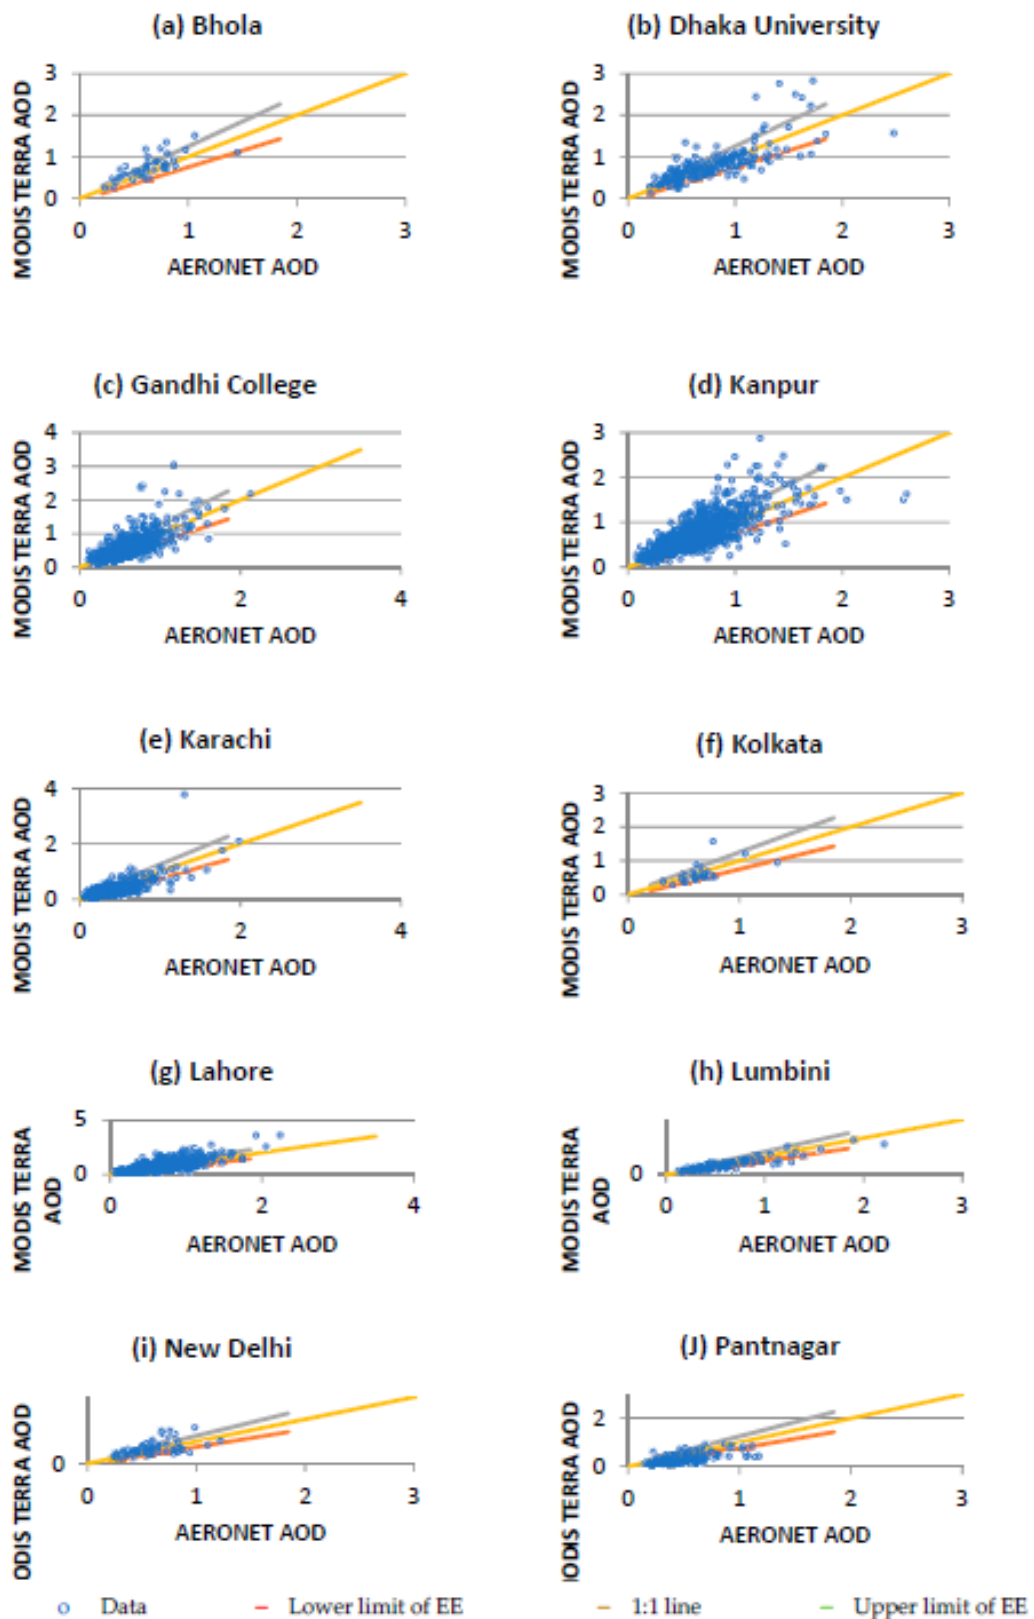 (a) Bhola
(b) Dhaka University
MODIS TERRA AOD
3
2
1
0
0 1 2 3
AERONET AOD
MODIS TERRA AOD
3
2
1
0
0 1 2 3
AERONET AOD
(c) Gandhi College
(d) Kanpur
MODIS TERRA AOD
4
3
2
1
0
0 2 4
AERONET AOD
MODIS TERRA AOD
3
2
1
0
0 1 2 3
AERONET AOD
(e) Karachi
(f) Kolkata
MODIS TERRA AOD
4
2
0
0 2 4
AERONET AOD
MODIS TERRA AOD
3
2
1
0
0 1 2 3
AERONET AOD
(g) Lahore
(h) Lumbini
MODIS TERRA
AOD
5
0
0 2 4
AERONET AOD
MODIS TERRA
AOD
0
0 1 2 3
AERONET AOD
(i) New Delhi
(J) Pantnagar
ODIS TERRA AOD
0
0 1 3
AERONET AOD
IODIS TERRA AOD
2
0
0 1 2 3
AERONET AOD
Data Lower limit of EE 1:1 line Upper limit of EE